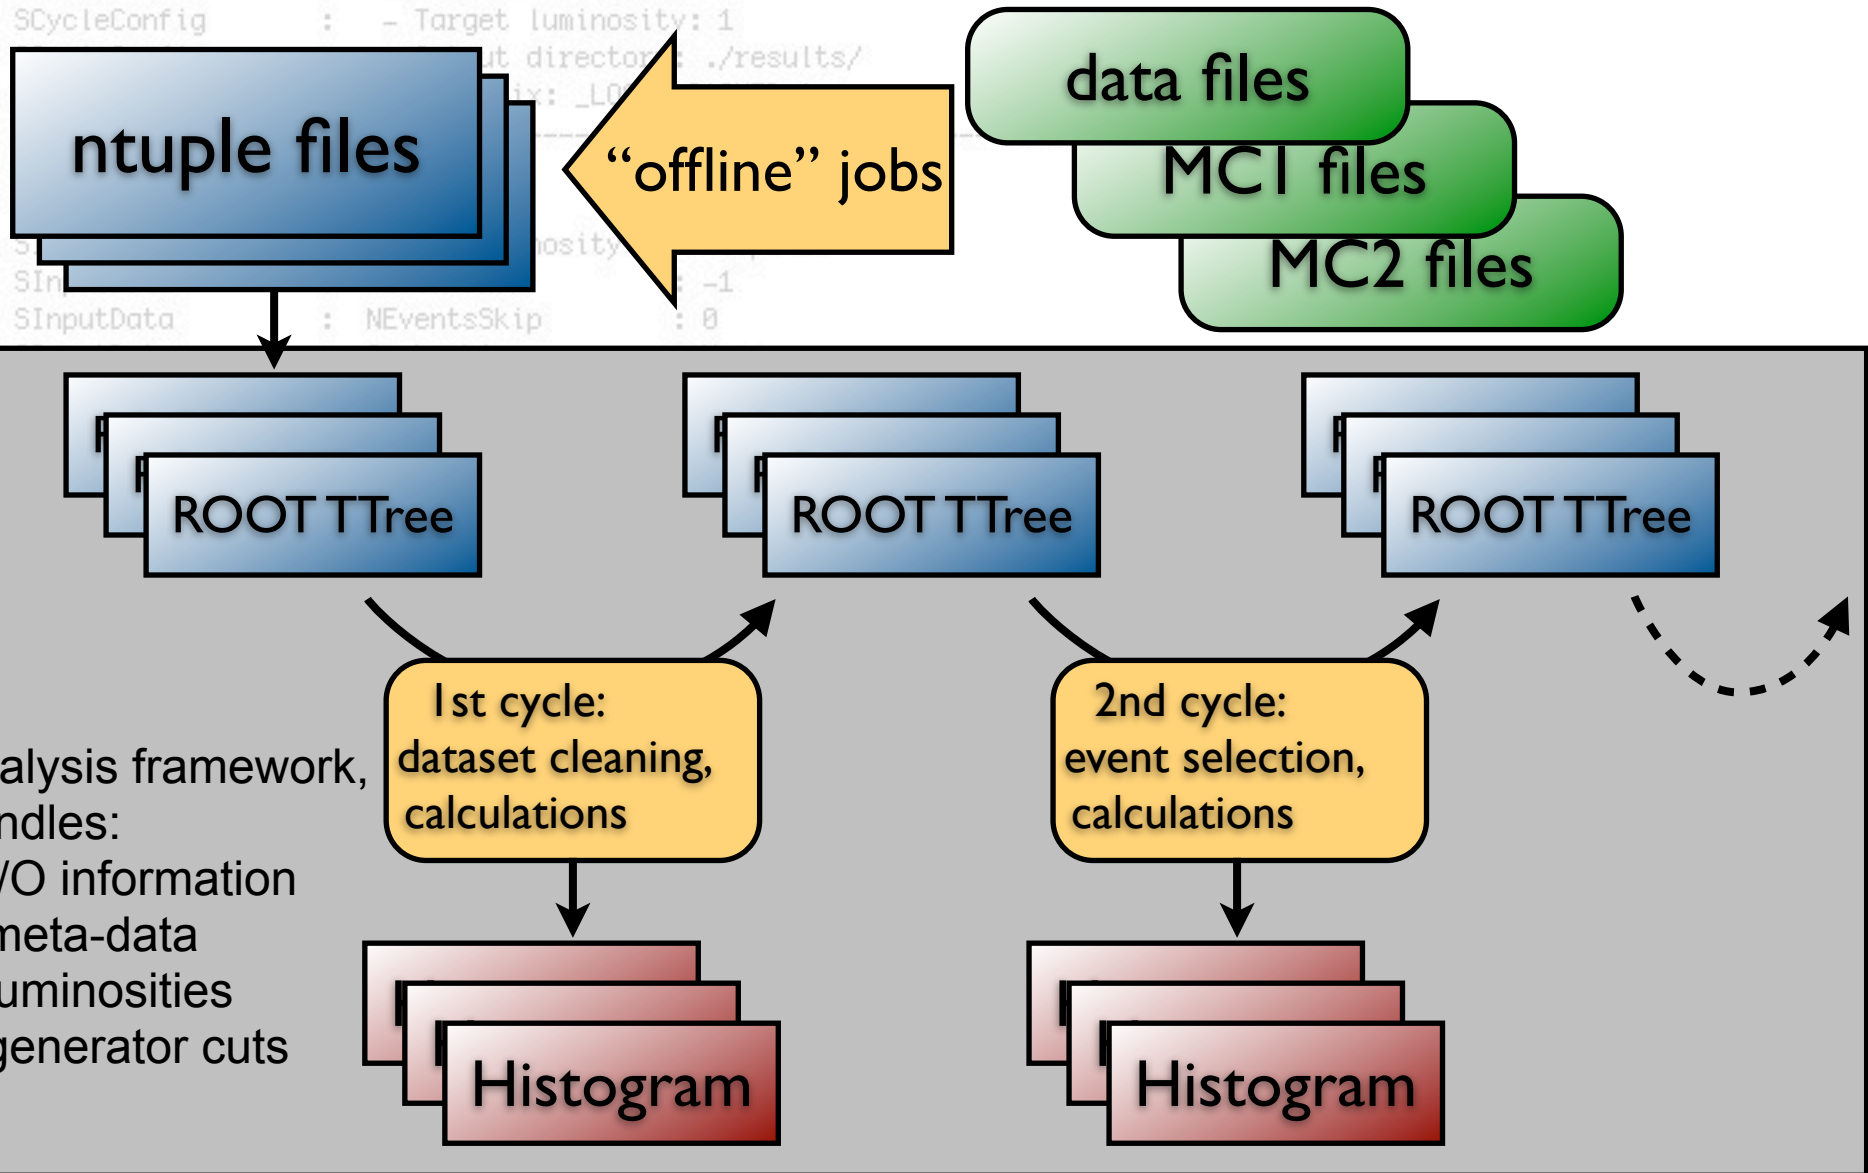 SCycleConfig : - Target luminosity: 1
: ./results/
ntuple files
“offline” jobs
data files
MC1 files
MC2 files
: -1
SInputData : NEventsSkip : 0
ROOT TTree
ROOT TTree
ROOT TTree
1st cycle:
dataset cleaning,
calculations
2nd cycle:
event selection,
calculations
alysis framework,
ndles:
/O information
meta-data
uminosities
generator cuts
Histogram
Histogram